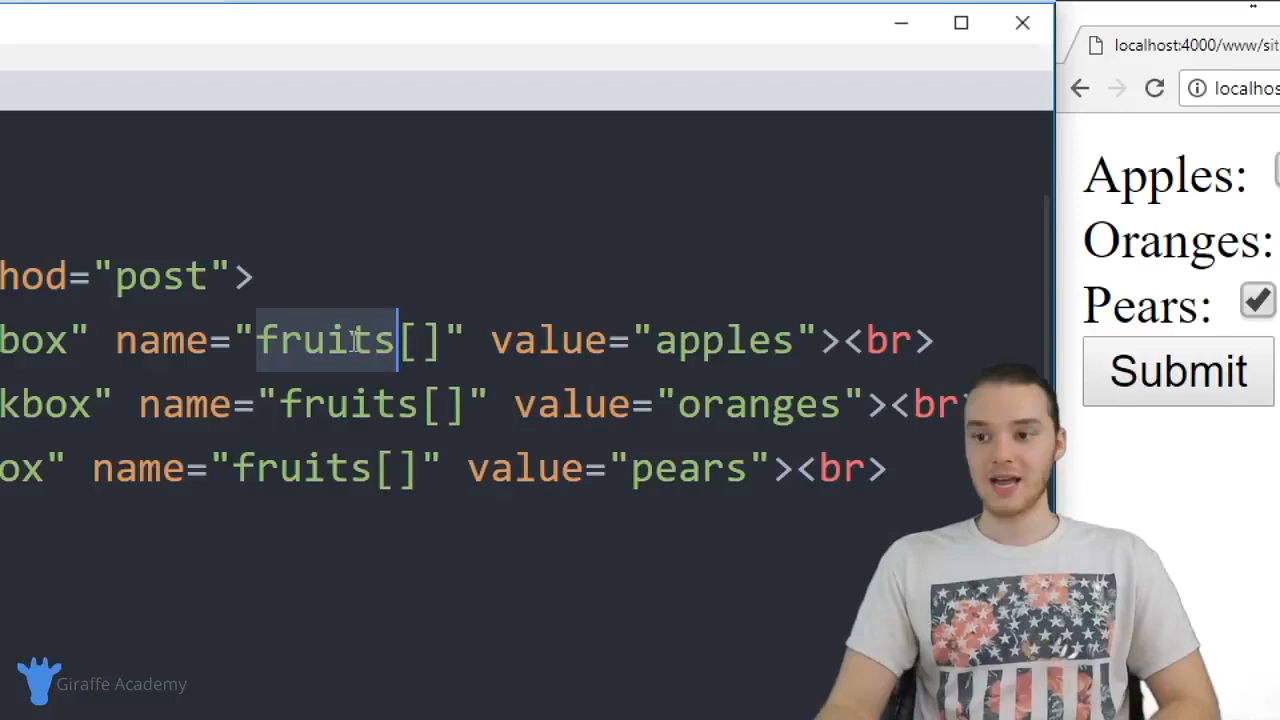 localhost:4000/www/sit
localhos
hod="post">
box" name="fruits[]" value="apples"><br>
kbox" name="fruits[]" value="oranges"><br
ox" name="fruits[]" value="pears"><br>
Apples:
Oranges:
Pears:
Submit
Giraffe Academy